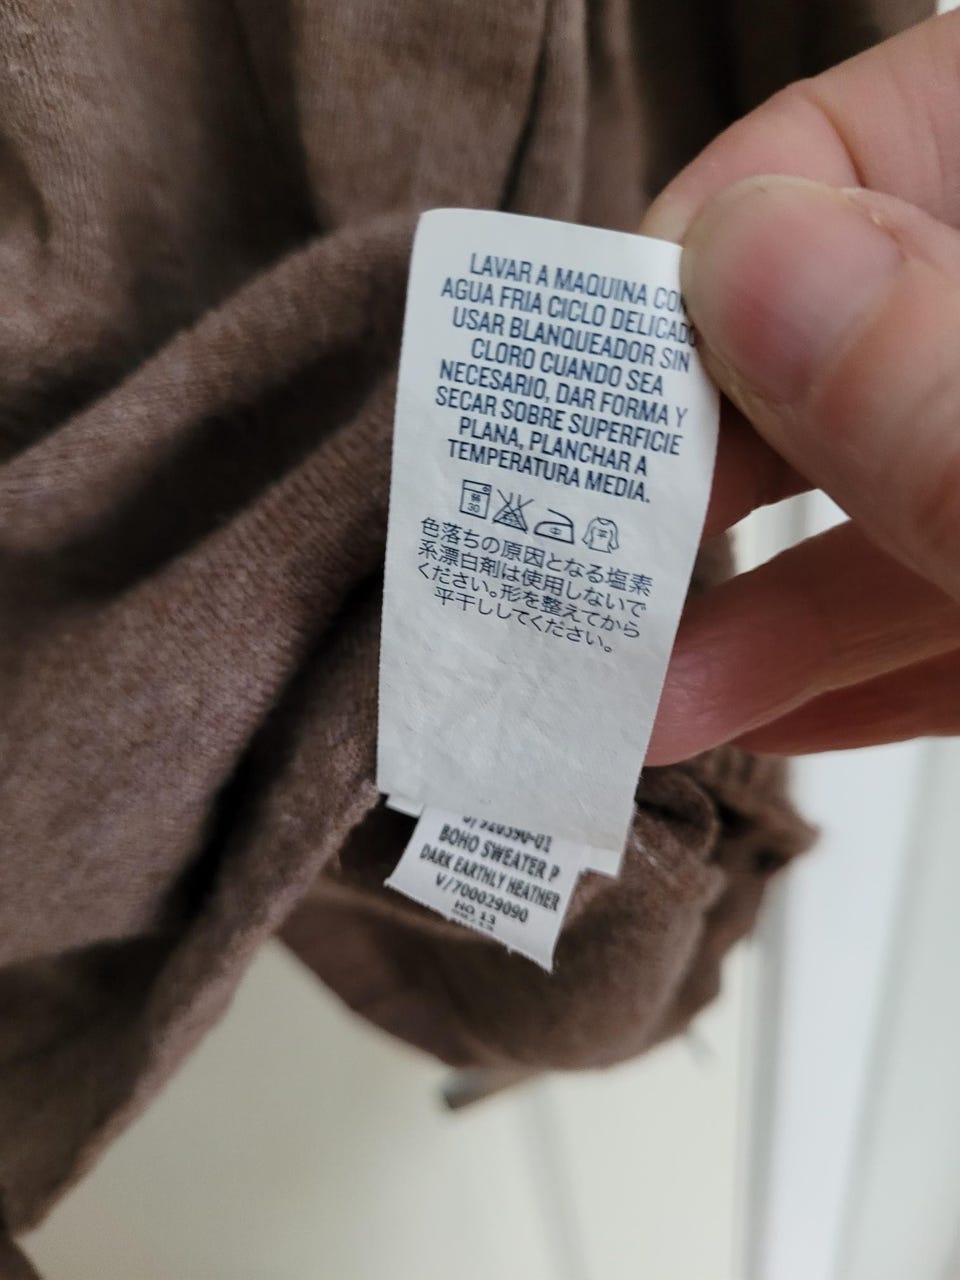 LAVAR A MAQUINA CON
AGUA FRIA CICLO DELICADO
USAR BLANQUEADOR SIN
CLORO CUANDO SEA
NECESARIO, DAR FORMA Y
SECAR SOBRE SUPERFICIE
PLANA, PLANCHAR A
TEMPERATURA MEDIA.
30
色落ちの原因となる塩素
系漂白剤は使用しないで
ください。形を整えてから
平干ししてください。
BOHO SWEATER P
DARK EARTHLY HEATHER
V/700029090
HO 13